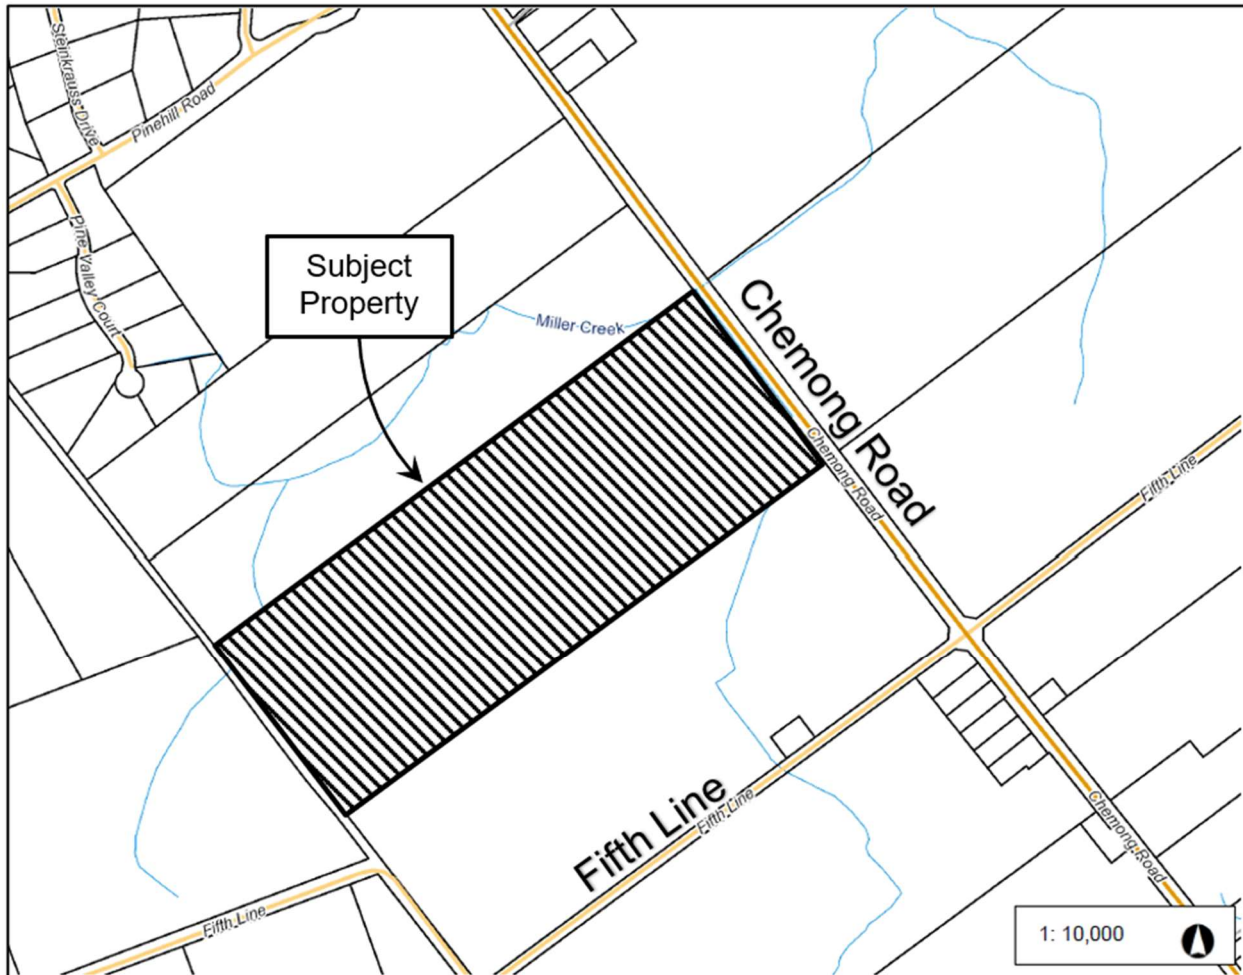 Steinkrauss Drive
Pinehill Road
Pine Valley Court
Subject
Property
Miller Creek
Chemong Road
Chemong Road
Fifth Line
Fifth Line
Fifth Line
Chemong Road
Fifth Line
1: 10,000